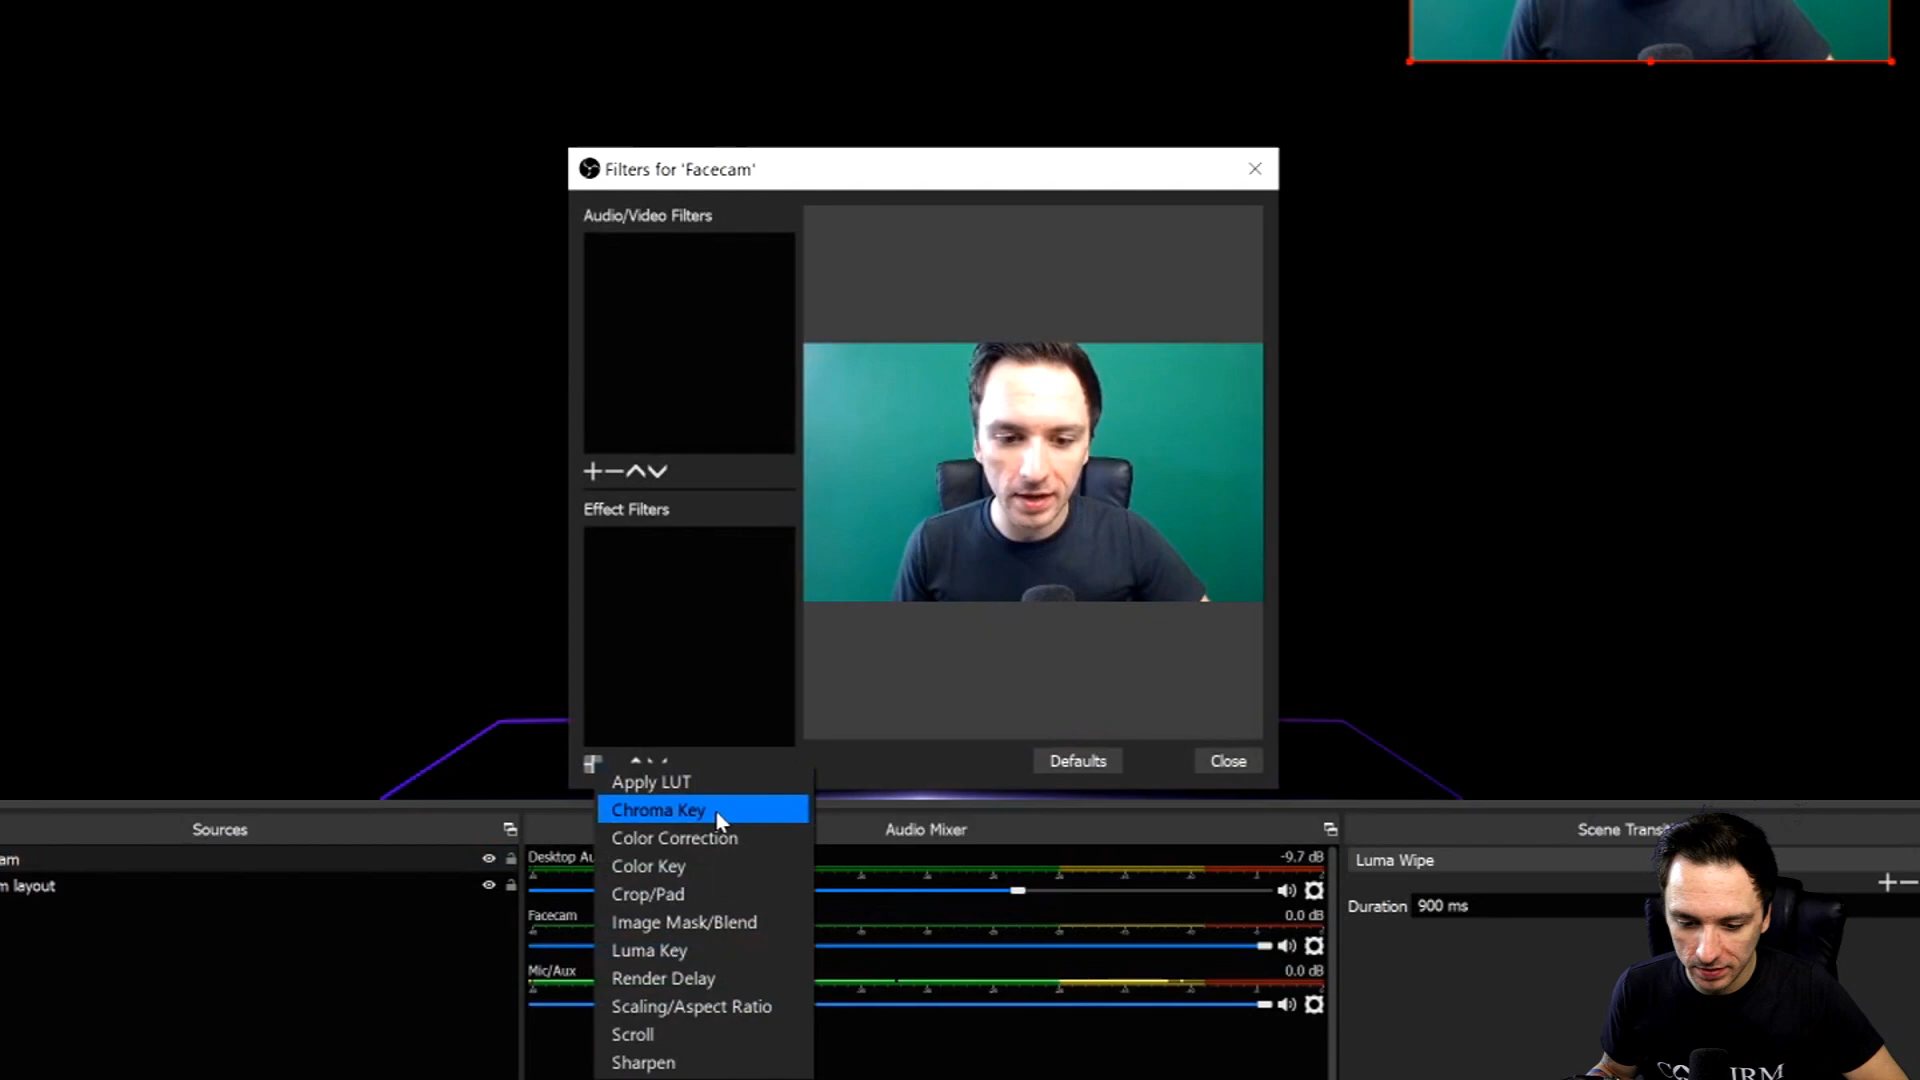 Filters for 'Facecam'
Audio/Video Filters
Effect Filters
Defaults
Close
Apply LUT
Chroma Key
Color Correction
Color Key
Crop/Pad
Image Mask/Blend
Luma Key
Render Delay
Scaling/Aspect Ratio
Scroll
Sharpen
Sources
am
m layout
Audio Mixer
Desktop Au
-9.7 dB
Facecam
0.0 dB
Mic/Aux
0.0 dB
Scene Transiti
Luma Wipe
Duration 900 ms